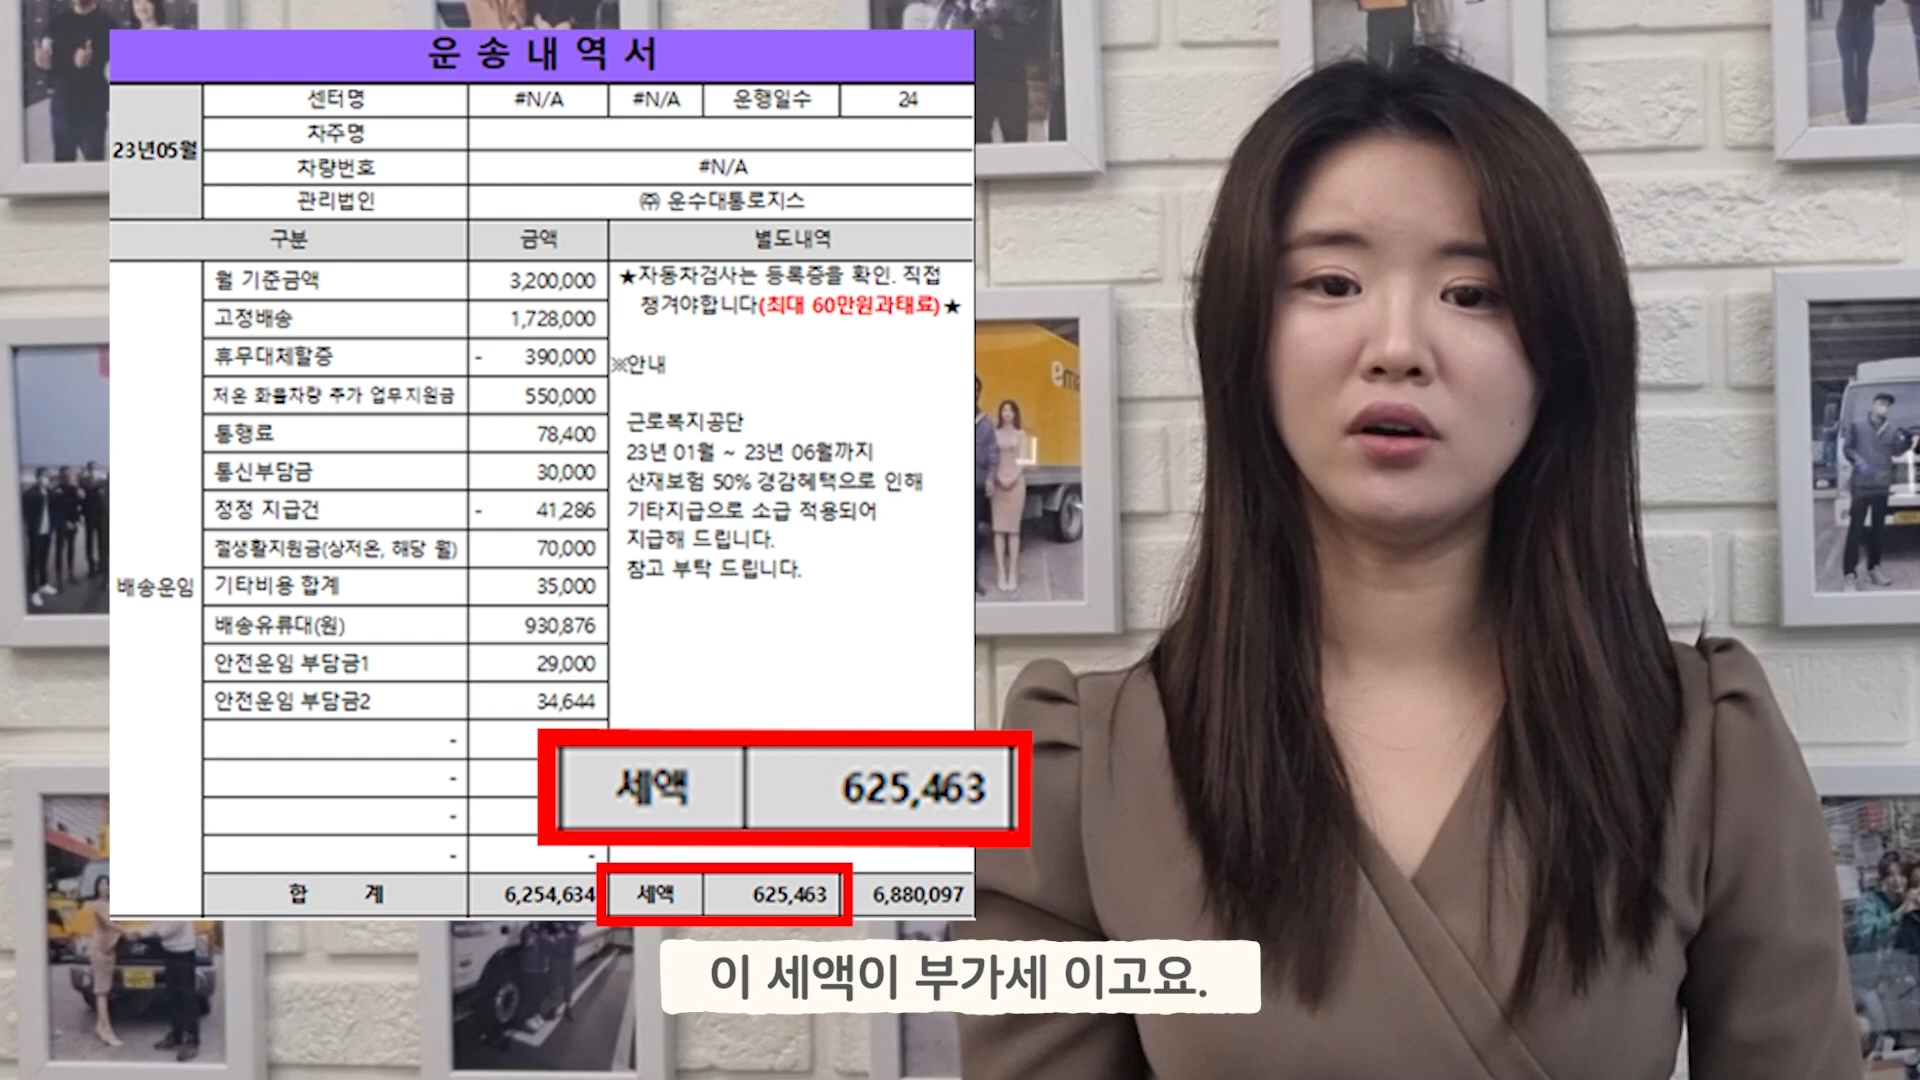 운송내역서
23년05월
센터명 #N/A #N/A 운행일수 24
차주명
차량번호 #N/A
관리법인 ㈜ 운수대통로지스
구분 금액 별도내역
배송운임
월 기준금액 3,200,000
고정배송 1,728,000
휴무대체할증 - 390,000
저온 화물차량 추가 업무지원금 550,000
통행료 78,400
통신부담금 30,000
정정 지급건 - 41,286
절생활지원금(상저온, 해당 월) 70,000
기타비용 합계 35,000
배송유류대(원) 930,876
안전운임 부담금1 29,000
안전운임 부담금2 34,644
-
-
-
- -
★자동차검사는 등록증을 확인. 직접
챙겨야합니다(최대 60만원과태료)★
※안내
근로복지공단
23년 01월 ~ 23년 06월까지
산재보험 50% 경감혜택으로 인해
기타지급으로 소급 적용되어
지급해 드립니다.
참고 부탁 드립니다.
세액 625,463
합 계 6,254,634 세액 625,463 6,880,097
이 세액이 부가세 이고요.